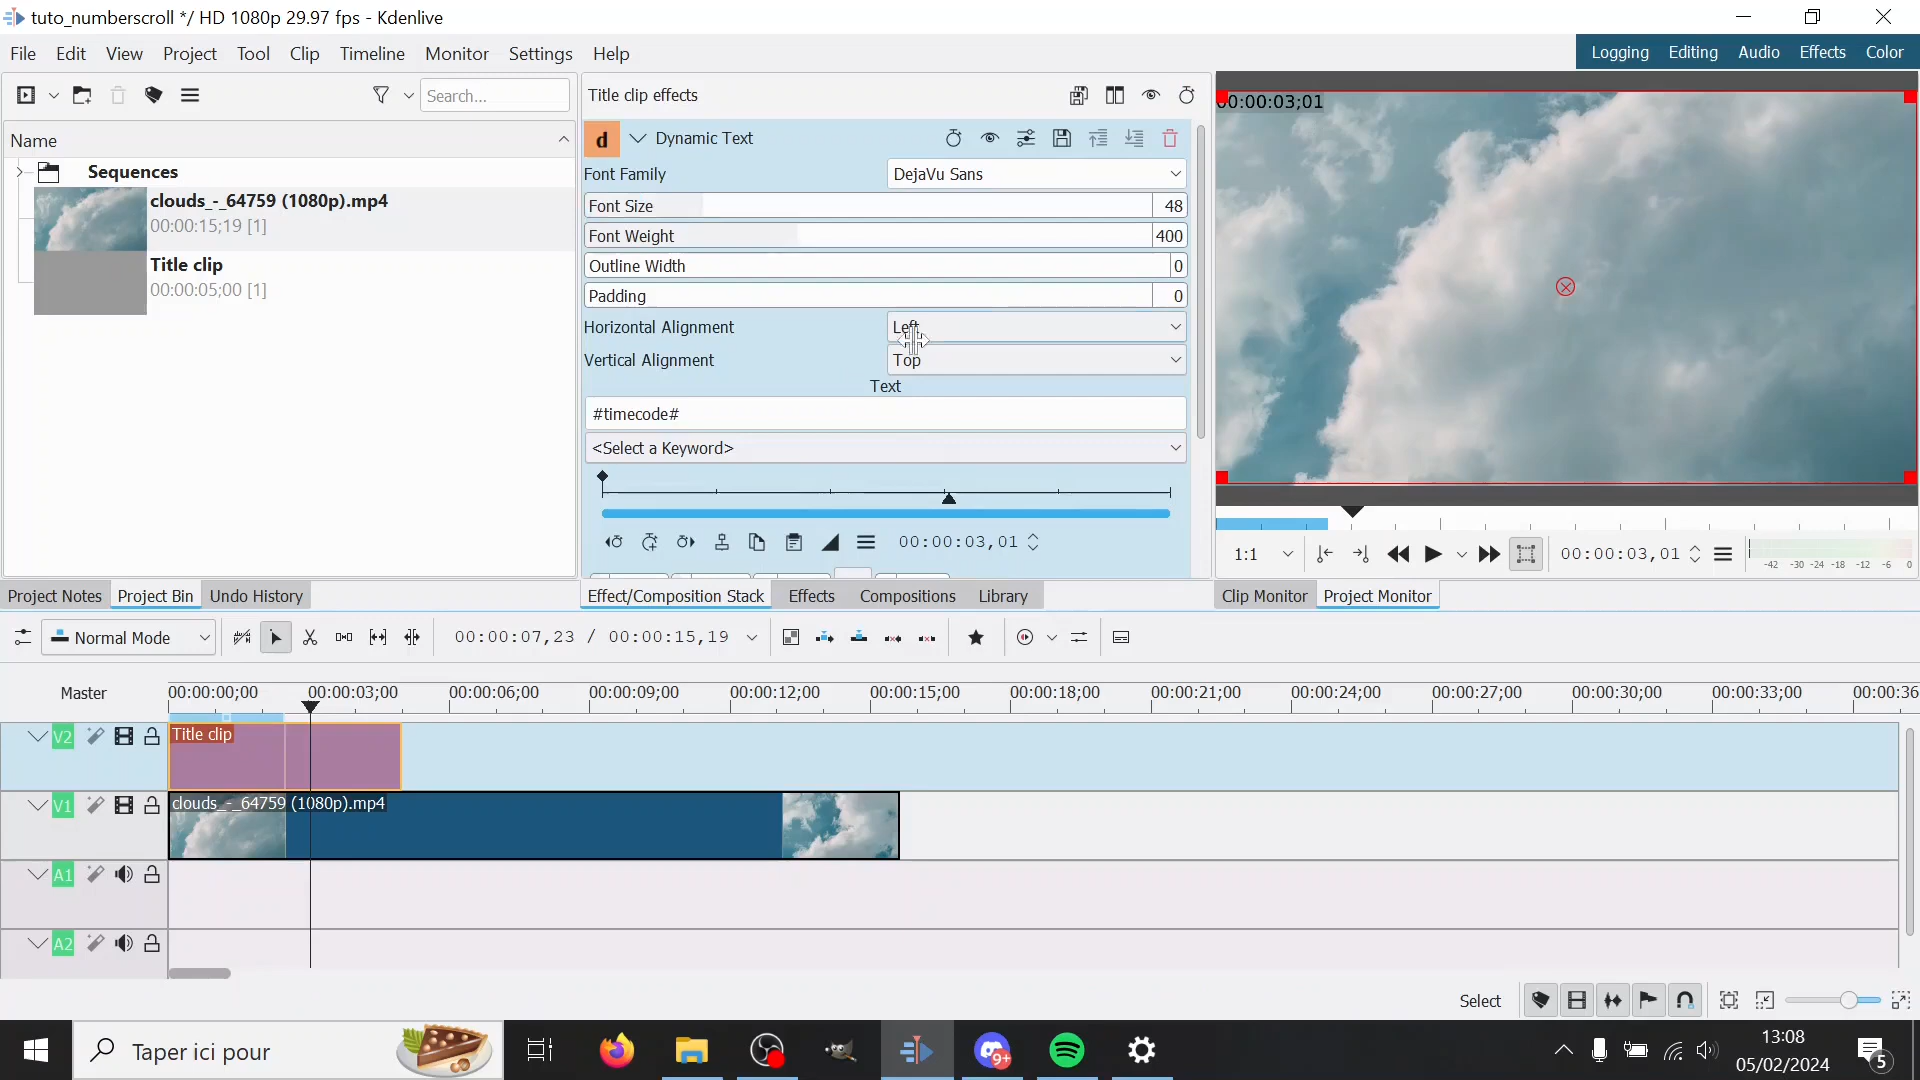 tuto_numberscroll */ HD 1080p 29.97 fps - Kdenlive
File Edit View Project Tool Clip Timeline Monitor Settings Help
Logging Editing Audio Effects Color
Search...
Name
Sequences
clouds_-_64759 (1080p).mp4
00:00:15;19 [1]
Title clip
00:00:05;00 [1]
Project Notes Project Bin Undo History
Title clip effects
d Dynamic Text
Font Family DejaVu Sans
Font Size 48
Font Weight 400
Outline Width 0
Padding 0
Horizontal Alignment Left
Vertical Alignment Top
Text
#timecode#
<Select a Keyword>
00:00:03,01
Effect/Composition Stack Effects Compositions Library
00:00:03;01
1:1 00:00:03,01
-42 -30 -24 -18 -12 -6 0
Clip Monitor Project Monitor
Normal Mode 00:00:07,23 / 00:00:15,19
Master 00:00:00;00 00:00:03;00 00:00:06;00 00:00:09;00 00:00:12;00 00:00:15;00 00:00:18;00 00:00:21;00 00:00:24;00 00:00:27;00 00:00:30;00 00:00:33;00 00:00:36
V2 Title clip
V1 clouds_-_64759 (1080p).mp4
A1
A2
Select
Taper ici pour
9+
13:08
05/02/2024
5